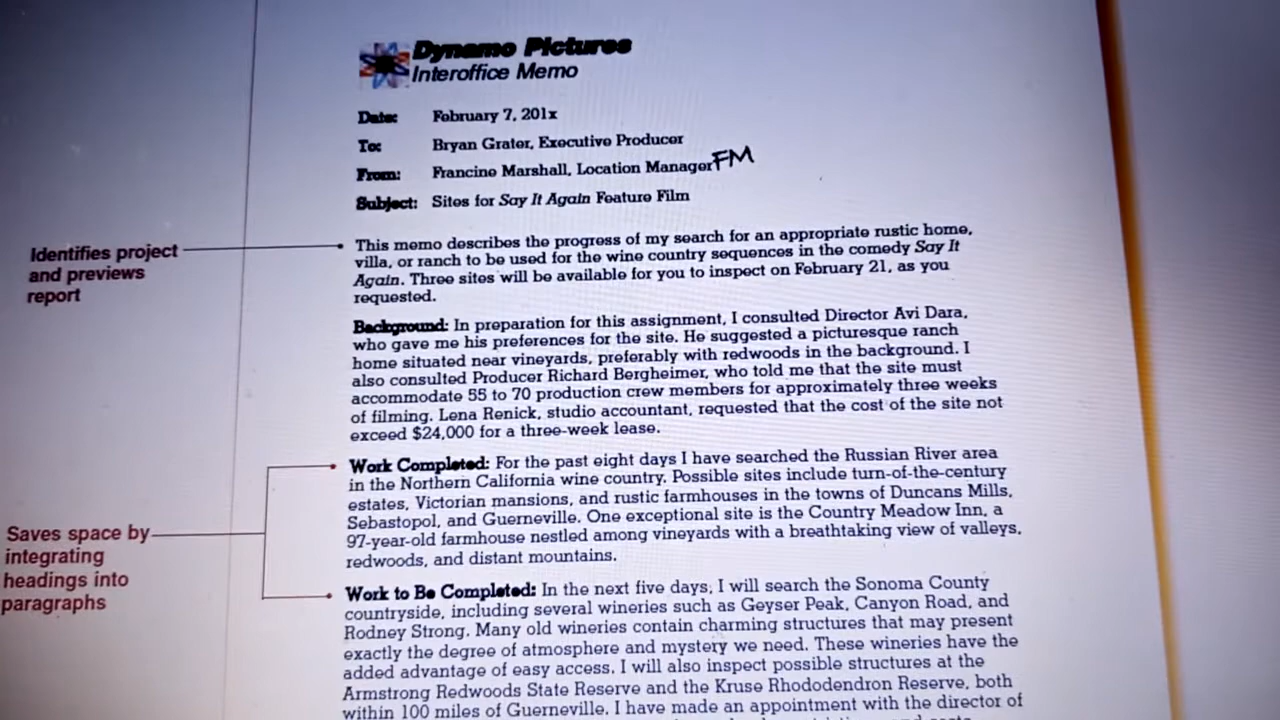 Dynamo Pictures
Interoffice Memo
Date: February 7, 201x
To: Bryan Grater, Executive Producer
From: Francine Marshall, Location Manager FM
Subject: Sites for Say It Again Feature Film
Identifies project
and previews
report
This memo describes the progress of my search for an appropriate rustic home,
villa, or ranch to be used for the wine country sequences in the comedy Say It
Again. Three sites will be available for you to inspect on February 21, as you
requested.
Background: In preparation for this assignment, I consulted Director Avi Dara,
who gave me his preferences for the site. He suggested a picturesque ranch
home situated near vineyards, preferably with redwoods in the background. I
also consulted Producer Richard Bergheimer, who told me that the site must
accommodate 55 to 70 production crew members for approximately three weeks
of filming. Lena Renick, studio accountant, requested that the cost of the site not
exceed $24,000 for a three-week lease.
Saves space by
integrating
headings into
paragraphs
Work Completed: For the past eight days I have searched the Russian River area
in the Northern California wine country. Possible sites include turn-of-the-century
estates, Victorian mansions, and rustic farmhouses in the towns of Duncans Mills,
Sebastopol, and Guerneville. One exceptional site is the Country Meadow Inn, a
97-year-old farmhouse nestled among vineyards with a breathtaking view of valleys,
redwoods, and distant mountains.
Work to Be Completed: In the next five days, I will search the Sonoma County
countryside, including several wineries such as Geyser Peak, Canyon Road, and
Rodney Strong. Many old wineries contain charming structures that may present
exactly the degree of atmosphere and mystery we need. These wineries have the
added advantage of easy access. I will also inspect possible structures at the
Armstrong Redwoods State Reserve and the Kruse Rhododendron Reserve, both
within 100 miles of Guerneville. I have made an appointment with the director of